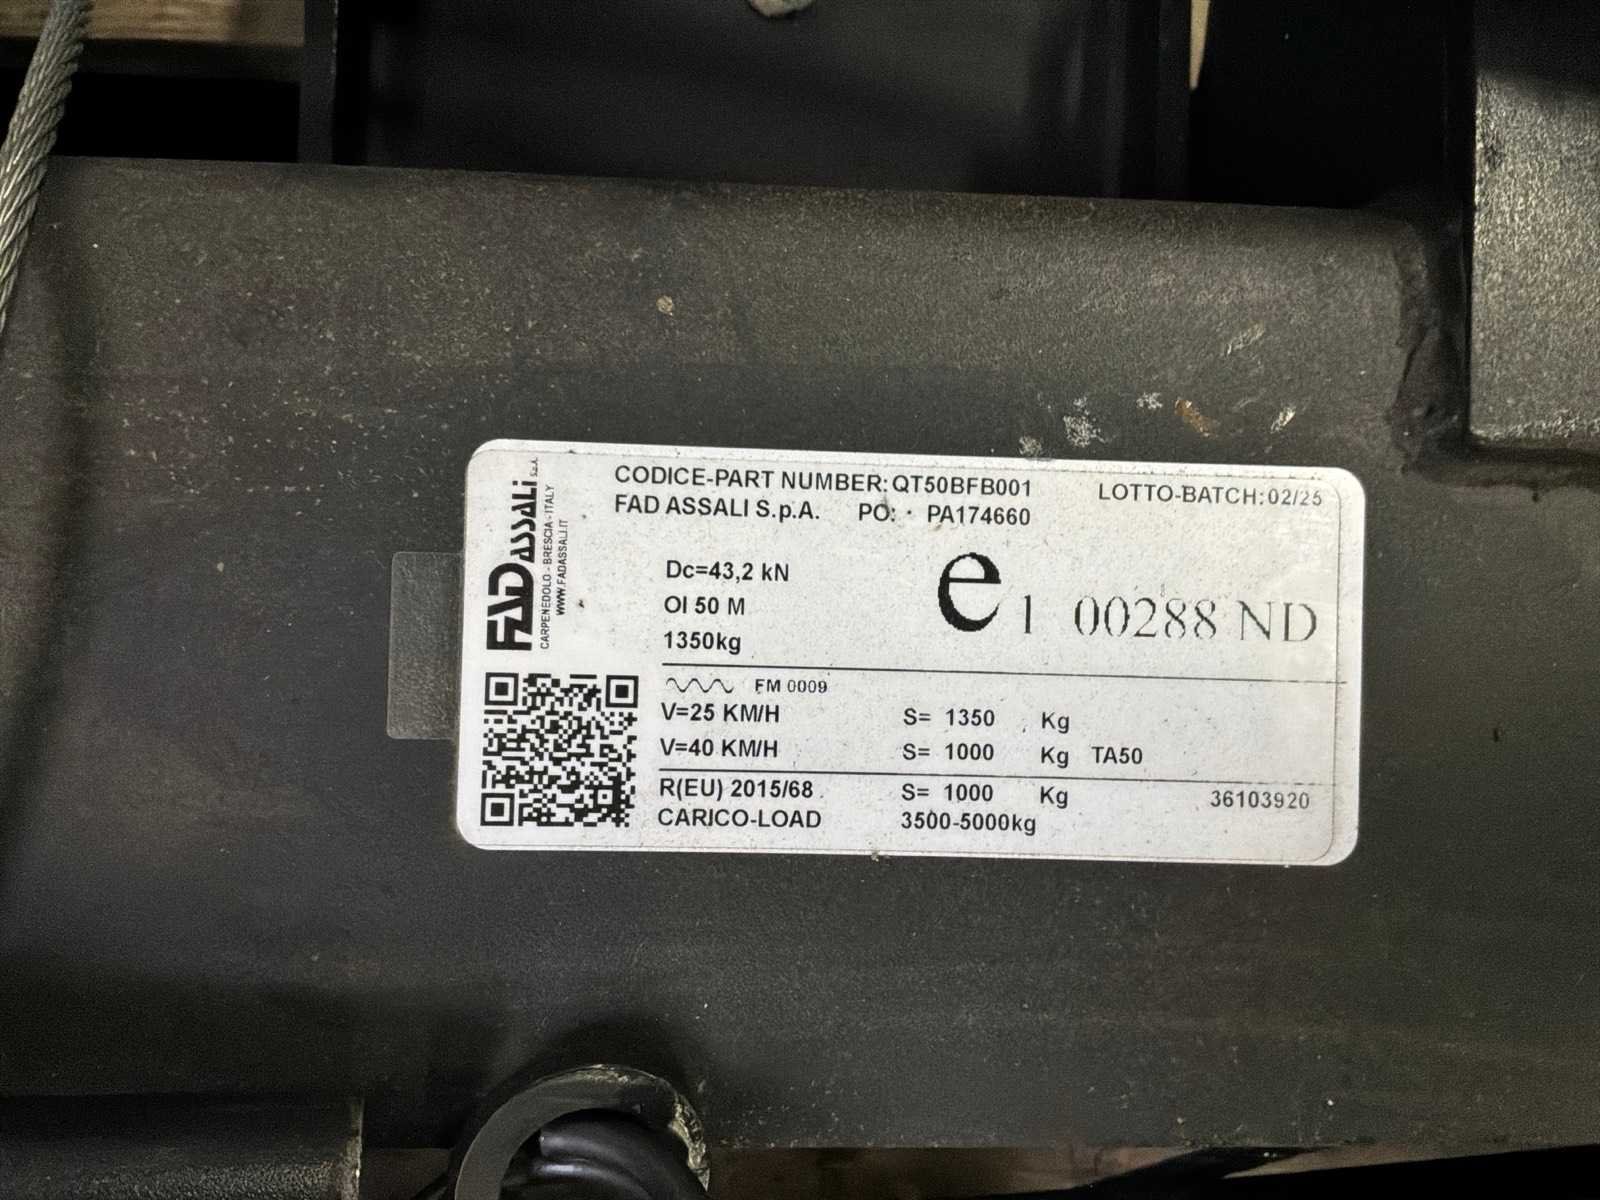 FAD ASSALI S.p.A.
CARPENEDOLO - BRESCIA - ITALY
WWW.FADASSALI.IT
CODICE-PART NUMBER: QT50BFB001 LOTTO-BATCH: 02/25
FAD ASSALI S.p.A. PO: PA174660
Dc=43,2 kN
OI 50 M
1350kg
e1 00288 ND
FM 0009
V=25 KM/H S= 1350 Kg
V=40 KM/H S= 1000 Kg TA50
R(EU) 2015/68 S= 1000 Kg 36103920
CARICO-LOAD 3500-5000kg